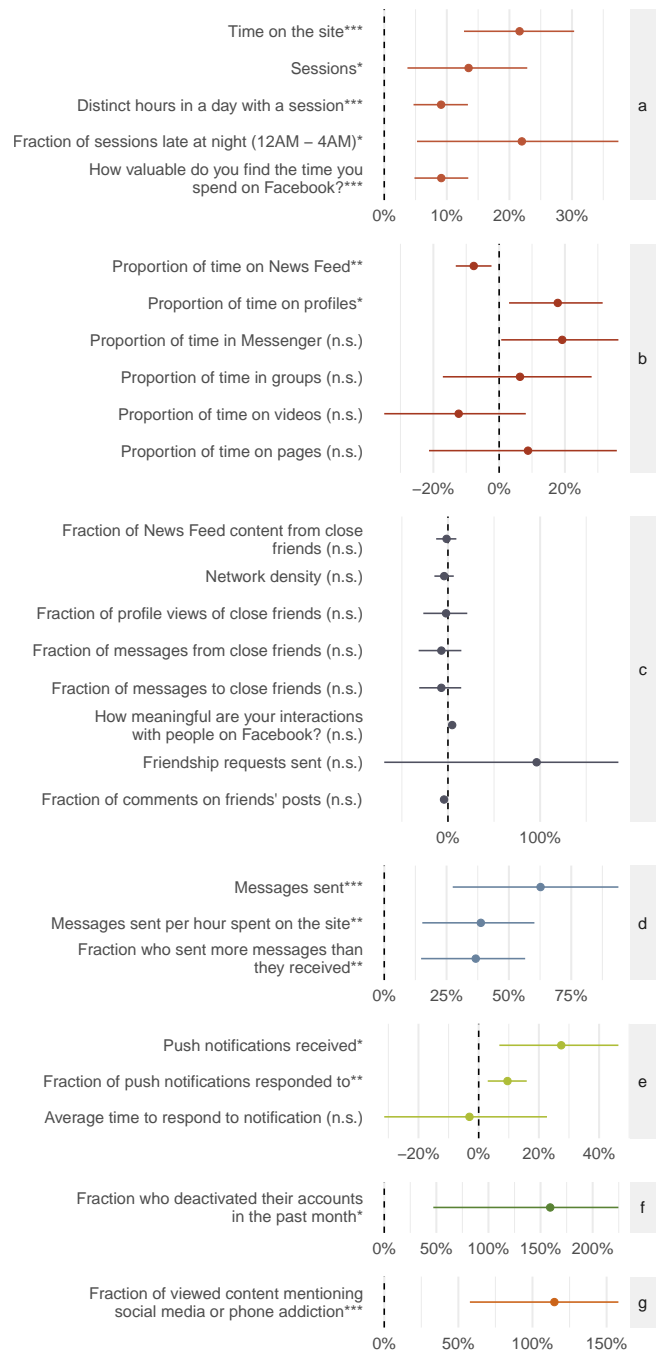 Time on the site***
Sessions*
Distinct hours in a day with a session***
Fraction of sessions late at night (12AM – 4AM)*
How valuable do you find the time you
spend on Facebook?***
a
0% 10% 20% 30%
Proportion of time on News Feed**
Proportion of time on profiles*
Proportion of time in Messenger (n.s.)
Proportion of time in groups (n.s.)
Proportion of time on videos (n.s.)
Proportion of time on pages (n.s.)
b
−20% 0% 20%
Fraction of News Feed content from close
friends (n.s.)
Network density (n.s.)
Fraction of profile views of close friends (n.s.)
Fraction of messages from close friends (n.s.)
Fraction of messages to close friends (n.s.)
How meaningful are your interactions
with people on Facebook? (n.s.)
Friendship requests sent (n.s.)
Fraction of comments on friends' posts (n.s.)
c
0% 100%
Messages sent***
Messages sent per hour spent on the site**
Fraction who sent more messages than
they received**
d
0% 25% 50% 75%
Push notifications received*
Fraction of push notifications responded to**
Average time to respond to notification (n.s.)
e
−20% 0% 20% 40%
Fraction who deactivated their accounts
in the past month*
f
0% 50% 100% 150% 200%
Fraction of viewed content mentioning
social media or phone addiction***
g
0% 50% 100% 150%